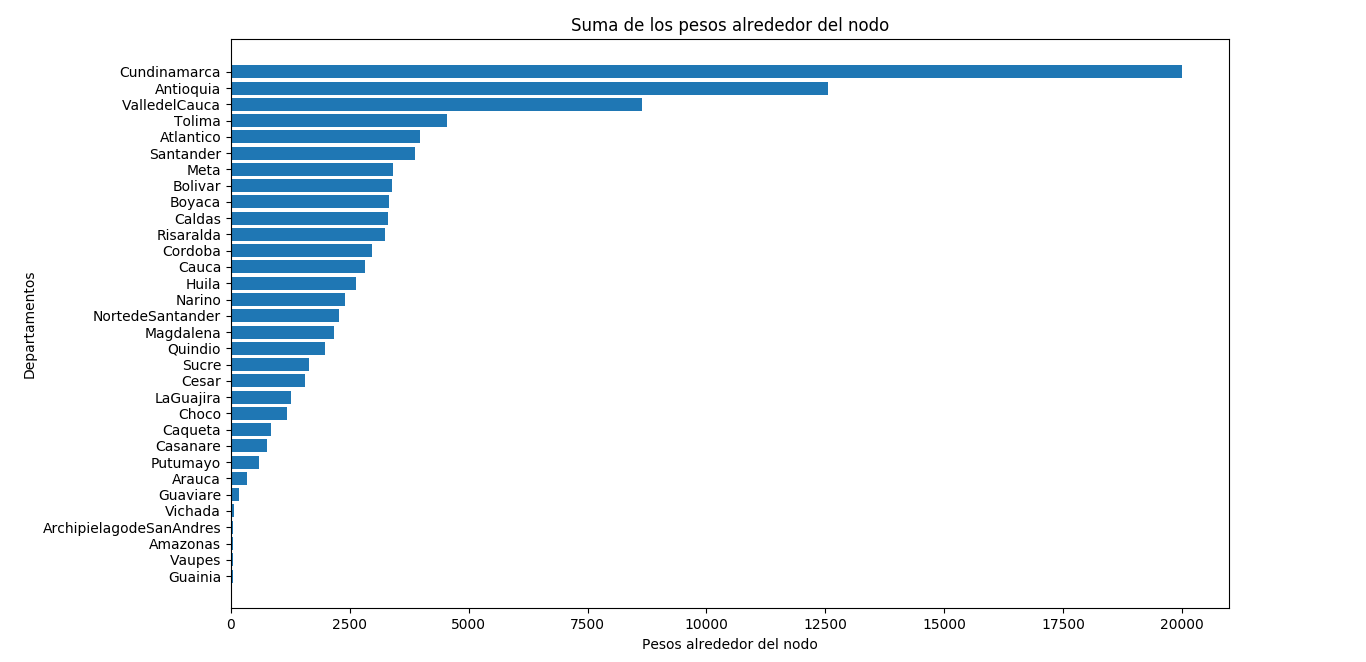 Suma de los pesos alrededor del nodo
Departamentos
Cundinamarca
Antioquia
ValledelCauca
Tolima
Atlantico
Santander
Meta
Bolivar
Boyaca
Caldas
Risaralda
Cordoba
Cauca
Huila
Narino
NortedeSantander
Magdalena
Quindio
Sucre
Cesar
LaGuajira
Choco
Caqueta
Casanare
Putumayo
Arauca
Guaviare
Vichada
ArchipielagodeSanAndres
Amazonas
Vaupes
Guainia
0 2500 5000 7500 10000 12500 15000 17500 20000
Pesos alrededor del nodo